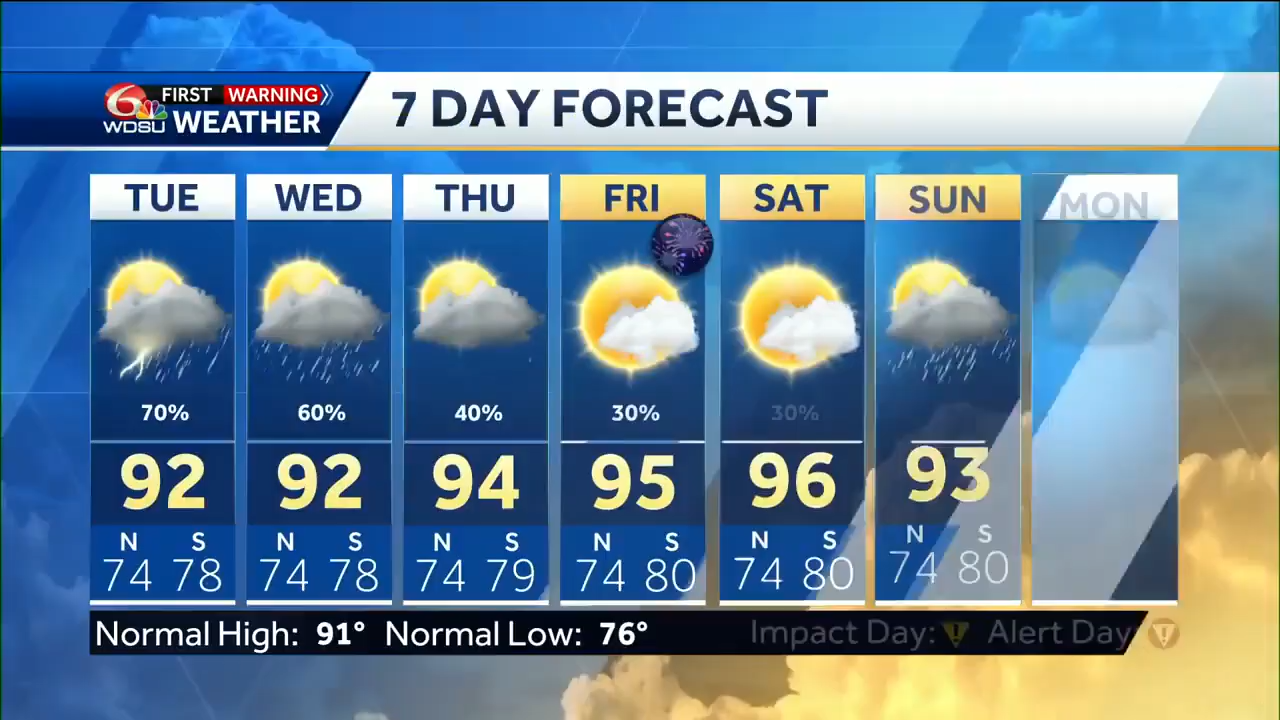 6 FIRST WARNING
WDSU WEATHER
7 DAY FORECAST
TUE WED THU FRI SAT SUN MON
70% 60% 40% 30% 30%
92 92 94 95 96 93
N S N S N S N S N S N S
74 78 74 78 74 79 74 80 74 80 74 80
Normal High: 91° Normal Low: 76° Impact Day: ! Alert Day: !